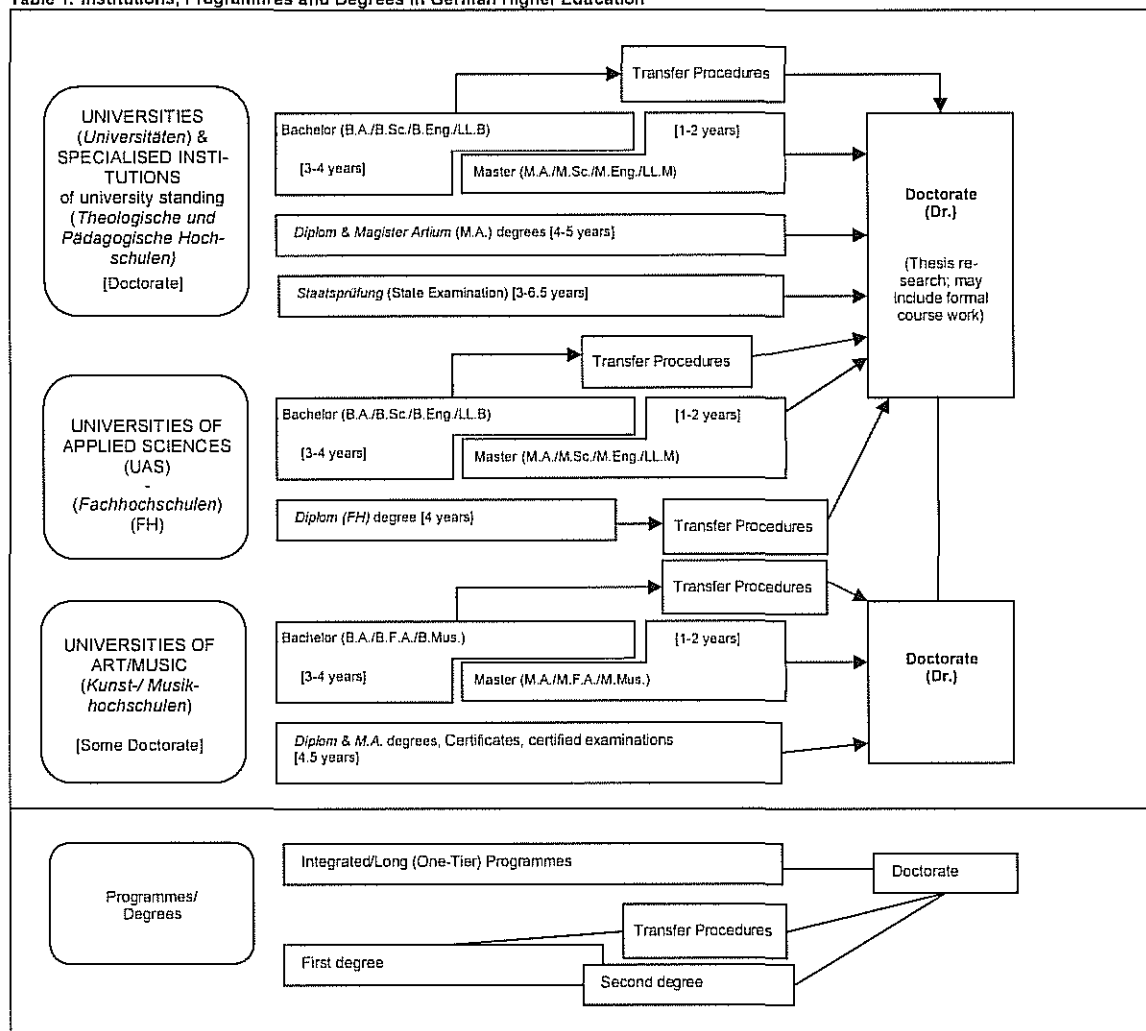 Table 1: Institutions, Programmes and Degrees in German Higher Education
UNIVERSITIES
(Universitäten) &
SPECIALISED INSTI-
TUTIONS
of university standing
(Theologische und
Pädagogische Hoch-
schulen)
[Doctorate]
Transfer Procedures
Bachelor (B.A./B.Sc./B.Eng./LL.B)
[3-4 years]
[1-2 years]
Master (M.A./M.Sc./M.Eng./LL.M)
Diplom & Magister Artium (M.A.) degrees [4-5 years]
Staatsprüfung (State Examination) [3-6.5 years]
Doctorate
(Dr.)
(Thesis re-
search; may
include formal
course work)
UNIVERSITIES OF
APPLIED SCIENCES
(UAS)
-
(Fachhochschulen)
(FH)
Transfer Procedures
Bachelor (B.A./B.Sc./B.Eng./LL.B)
[3-4 years]
[1-2 years]
Master (M.A./M.Sc./M.Eng./LL.M)
Diplom (FH) degree [4 years]
Transfer Procedures
UNIVERSITIES OF
ART/MUSIC
(Kunst-/ Musik-
hochschulen)
[Some Doctorate]
Transfer Procedures
Bachelor (B.A./B.F.A./B.Mus.)
[3-4 years]
[1-2 years]
Master (M.A./M.F.A./M.Mus.)
Diplom & M.A. degrees, Certificates, certified examinations
[4.5 years]
Doctorate
(Dr.)
Programmes/
Degrees
Integrated/Long (One-Tier) Programmes
Doctorate
Transfer Procedures
First degree
Second degree